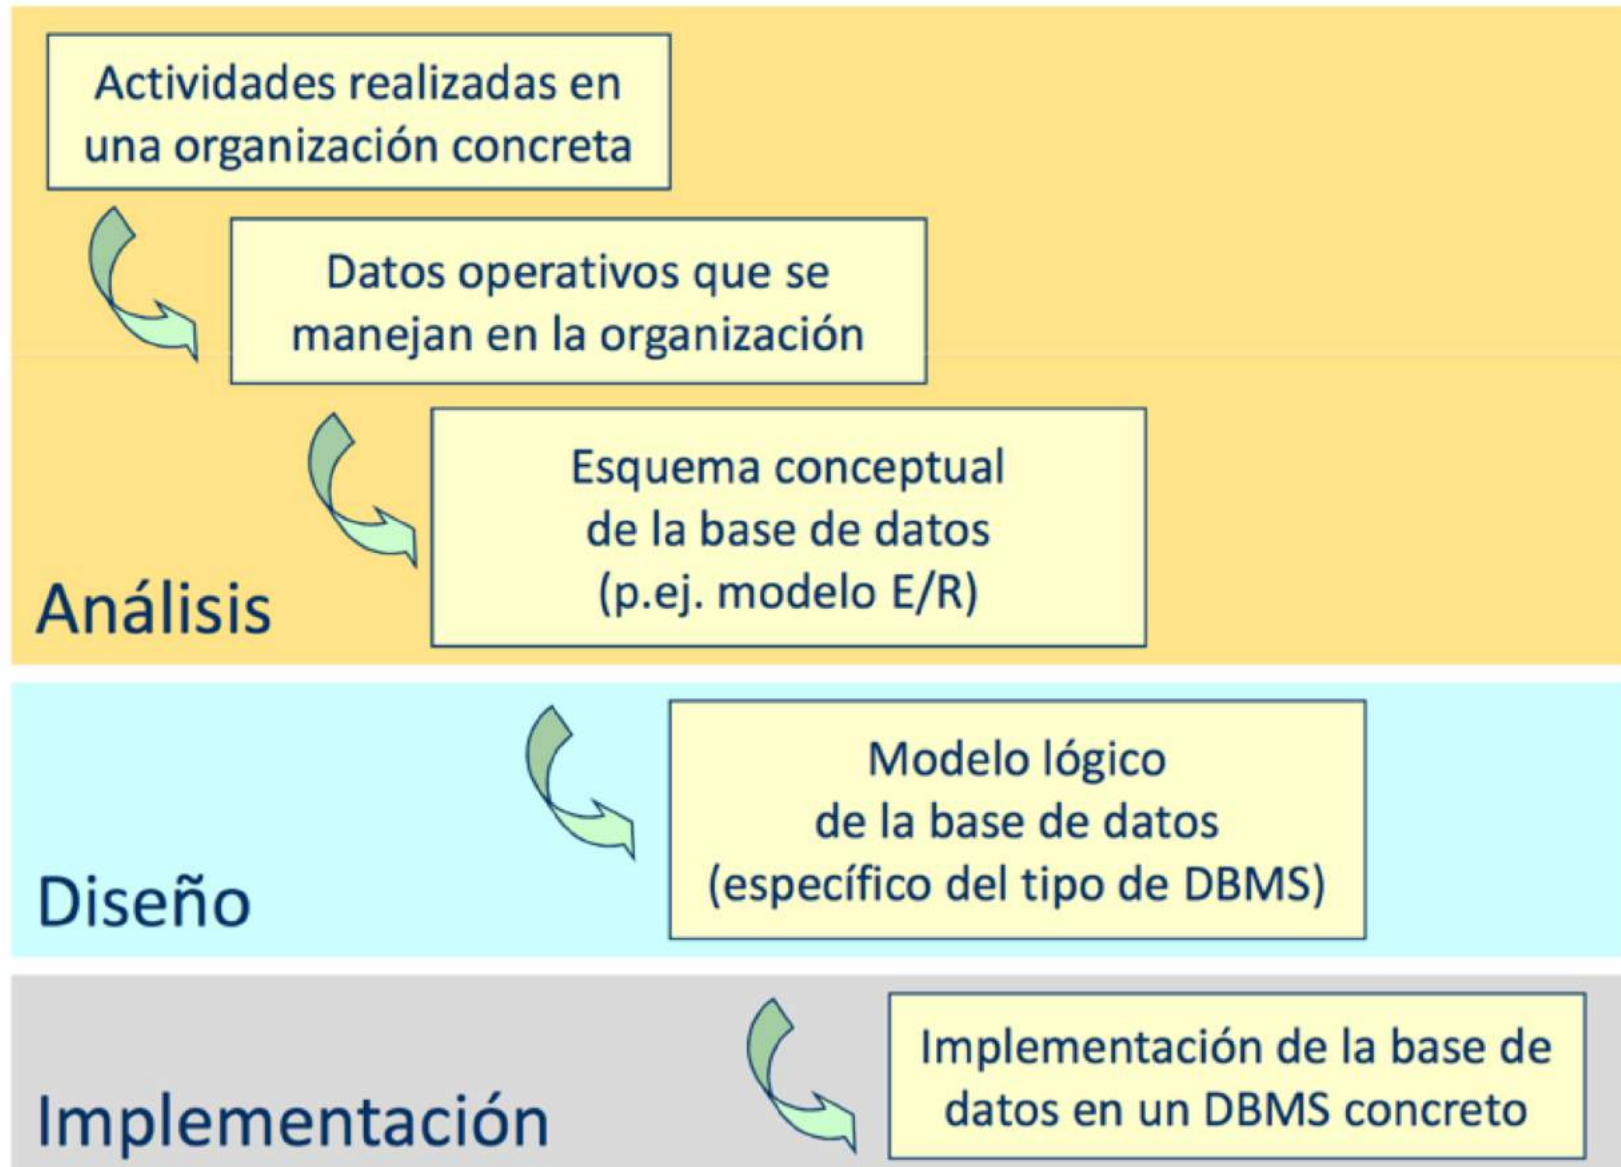 Actividades realizadas en
una organización concreta
Datos operativos que se
manejan en la organización
Esquema conceptual
de la base de datos
(p.ej. modelo E/R)
Análisis
Modelo lógico
de la base de datos
(específico del tipo de DBMS)
Diseño
Implementación de la base de
datos en un DBMS concreto
Implementación